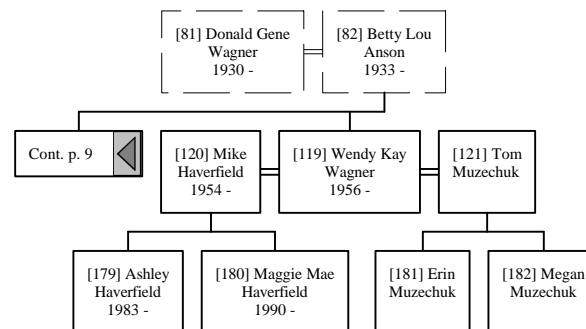 [81] Donald Gene
Wagner
1930 -
[82] Betty Lou
Anson
1933 -
Cont. p. 9
[120] Mike
Haverfield
1954 -
[119] Wendy Kay
Wagner
1956 -
[121] Tom
Muzechuk
[179] Ashley
Haverfield
1983 -
[180] Maggie Mae
Haverfield
1990 -
[181] Erin
Muzechuk
[182] Megan
Muzechuk